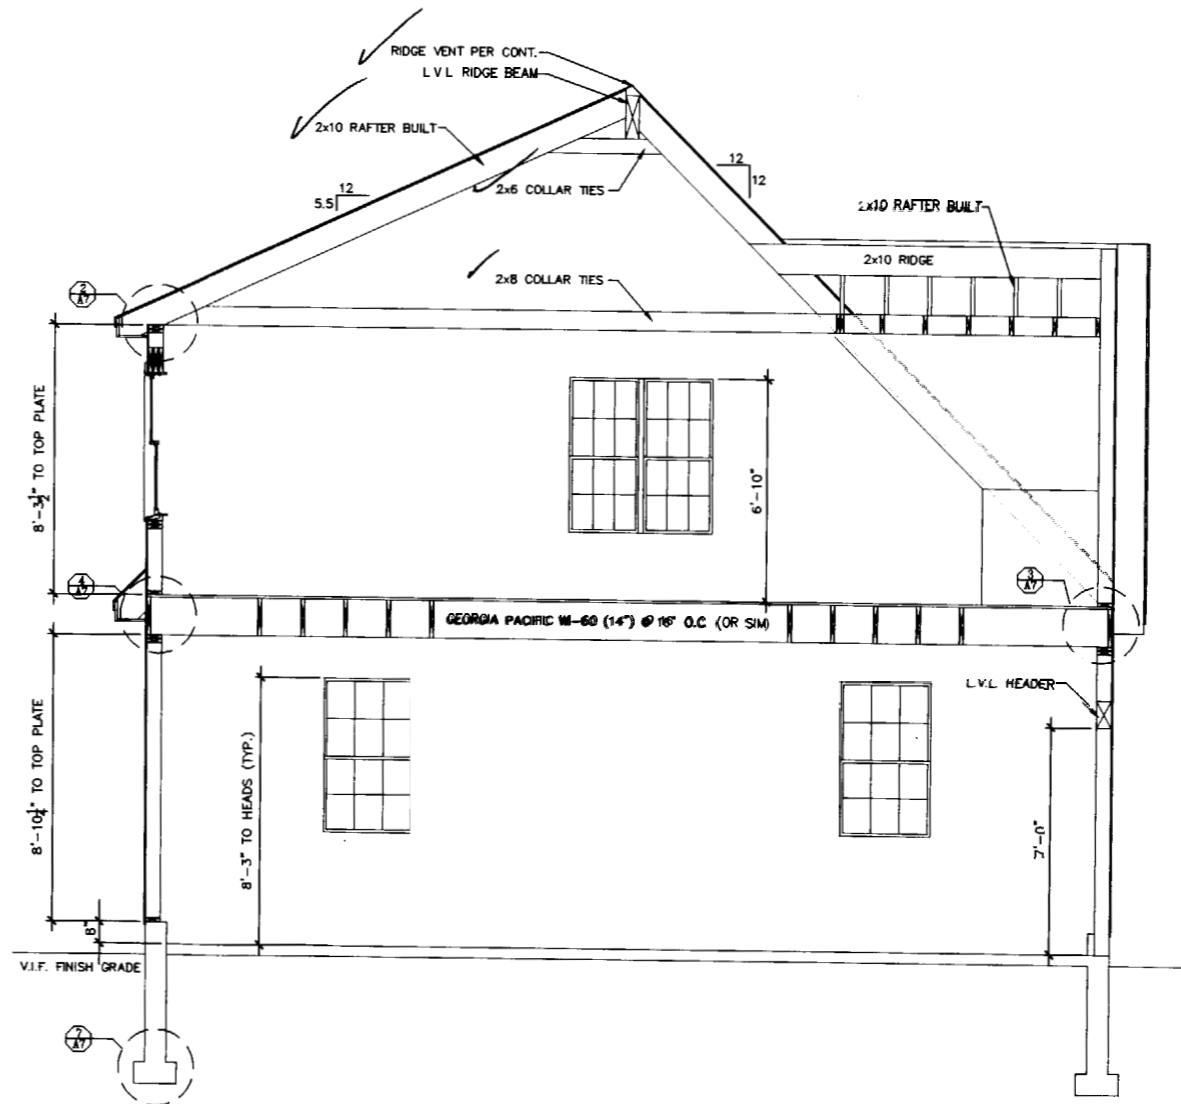 RIDGE VENT PER CONT.
L V L RIDGE BEAM
2x10 RAFTER BUILT
12
5.5
2x6 COLLAR TIES
12
12
2x10 RAFTER BUILT
2x10 RIDGE
2x8 COLLAR TIES
2
A7
8'-3½" TO TOP PLATE
6'-10"
4
A7
3
A7
GEORGIA PACIFIC WI-60 (14") @ 16" O.C (OR SIM)
L.V.L HEADER
8'-10½" TO TOP PLATE
8'-3" TO HEADS (TYP.)
7'-0"
8"
V.I.F. FINISH GRADE
7
A7